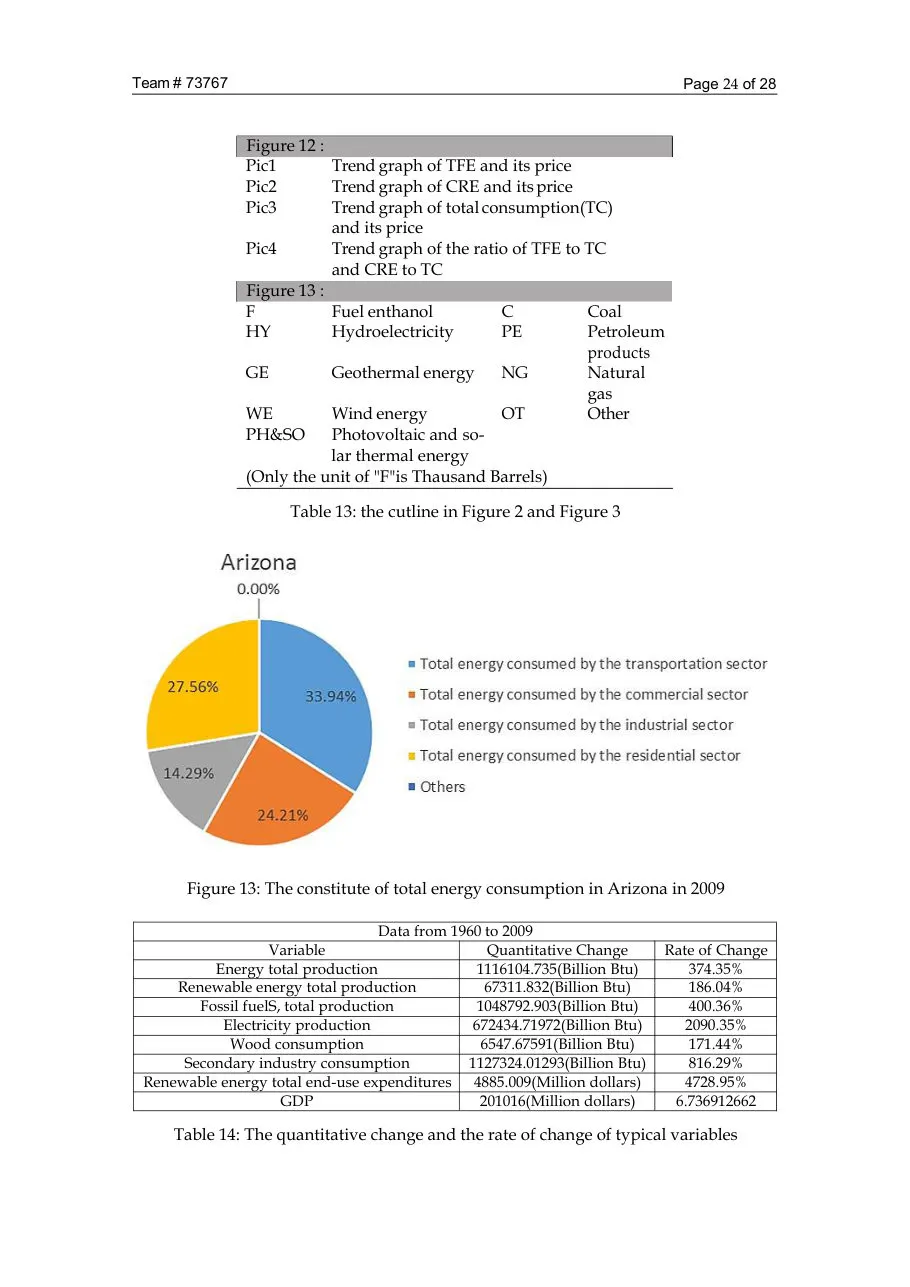 Team # 73767 Page 24 of 28
Figure 12 :
Pic1 Trend graph of TFE and its price
Pic2 Trend graph of CRE and its price
Pic3 Trend graph of total consumption(TC)
and its price
Pic4 Trend graph of the ratio of TFE to TC
and CRE to TC
Figure 13 :
F Fuel enthanol C Coal
HY Hydroelectricity PE Petroleum
products
GE Geothermal energy NG Natural
gas
WE Wind energy OT Other
PH&SO Photovoltaic and so-
lar thermal energy
(Only the unit of "F"is Thausand Barrels)
Table 13: the cutline in Figure 2 and Figure 3
Arizona
0.00%
27.56%
33.94%
14.29%
24.21%
Total energy consumed by the transportation sector
Total energy consumed by the commercial sector
Total energy consumed by the industrial sector
Total energy consumed by the residential sector
Others
Figure 13: The constitute of total energy consumption in Arizona in 2009
Data from 1960 to 2009
Variable Quantitative Change Rate of Change
Energy total production 1116104.735(Billion Btu) 374.35%
Renewable energy total production 67311.832(Billion Btu) 186.04%
Fossil fuelS, total production 1048792.903(Billion Btu) 400.36%
Electricity production 672434.71972(Billion Btu) 2090.35%
Wood consumption 6547.67591(Billion Btu) 171.44%
Secondary industry consumption 1127324.01293(Billion Btu) 816.29%
Renewable energy total end-use expenditures 4885.009(Million dollars) 4728.95%
GDP 201016(Million dollars) 6.736912662
Table 14: The quantitative change and the rate of change of typical variables